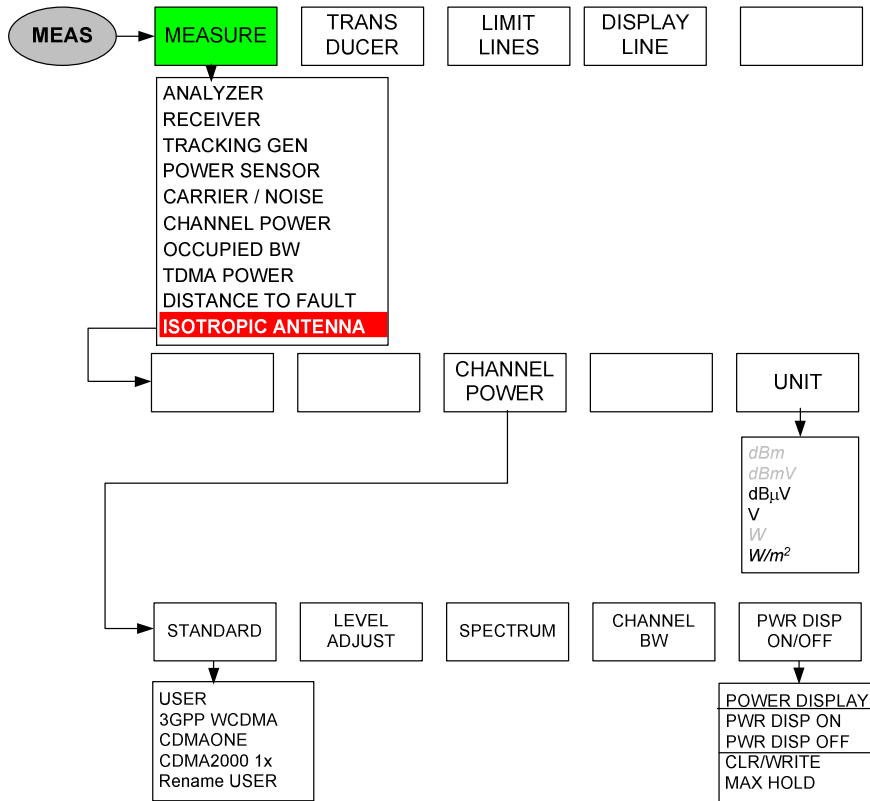 MEAS
MEASURE
TRANS
DUCER
LIMIT
LINES
DISPLAY
LINE
ANALYZER
RECEIVER
TRACKING GEN
POWER SENSOR
CARRIER / NOISE
CHANNEL POWER
OCCUPIED BW
TDMA POWER
DISTANCE TO FAULT
ISOTROPIC ANTENNA
CHANNEL
POWER
UNIT
dBm
dBmV
dBμV
V
W
W/m²
STANDARD
LEVEL
ADJUST
SPECTRUM
CHANNEL
BW
PWR DISP
ON/OFF
USER
3GPP WCDMA
CDMAONE
CDMA2000 1x
Rename USER
POWER DISPLAY
PWR DISP ON
PWR DISP OFF
CLR/WRITE
MAX HOLD